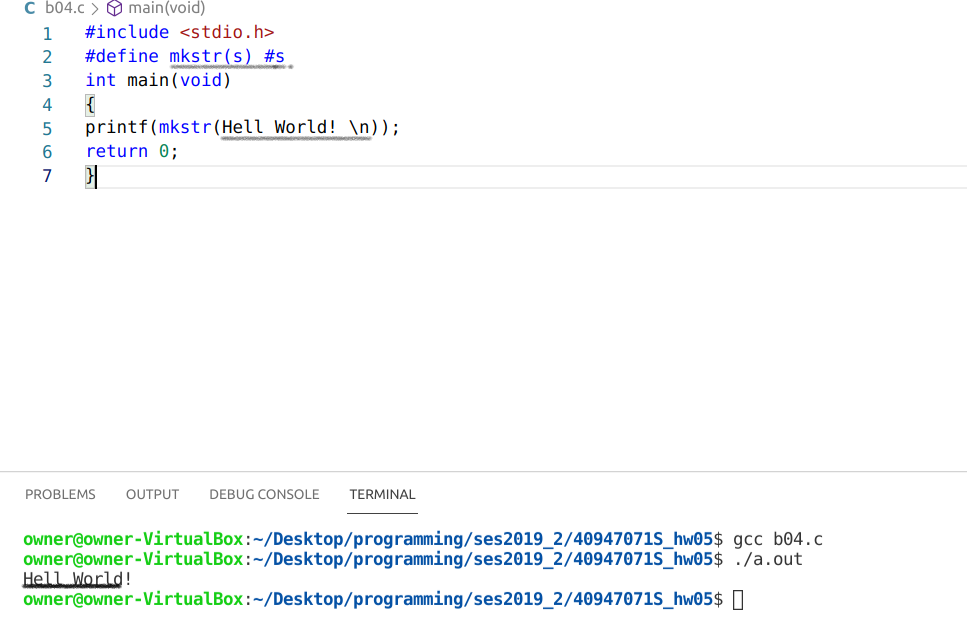 C b04.c > main(void)
1 #include <stdio.h>
2 #define mkstr(s) #s
3 int main(void)
4 {
5 printf(mkstr(Hell World! \n));
6 return 0;
7 }
PROBLEMS OUTPUT DEBUG CONSOLE TERMINAL
owner@owner-VirtualBox:~/Desktop/programming/ses2019_2/40947071S_hw05$ gcc b04.c
owner@owner-VirtualBox:~/Desktop/programming/ses2019_2/40947071S_hw05$ ./a.out
Hell World!
owner@owner-VirtualBox:~/Desktop/programming/ses2019_2/40947071S_hw05$